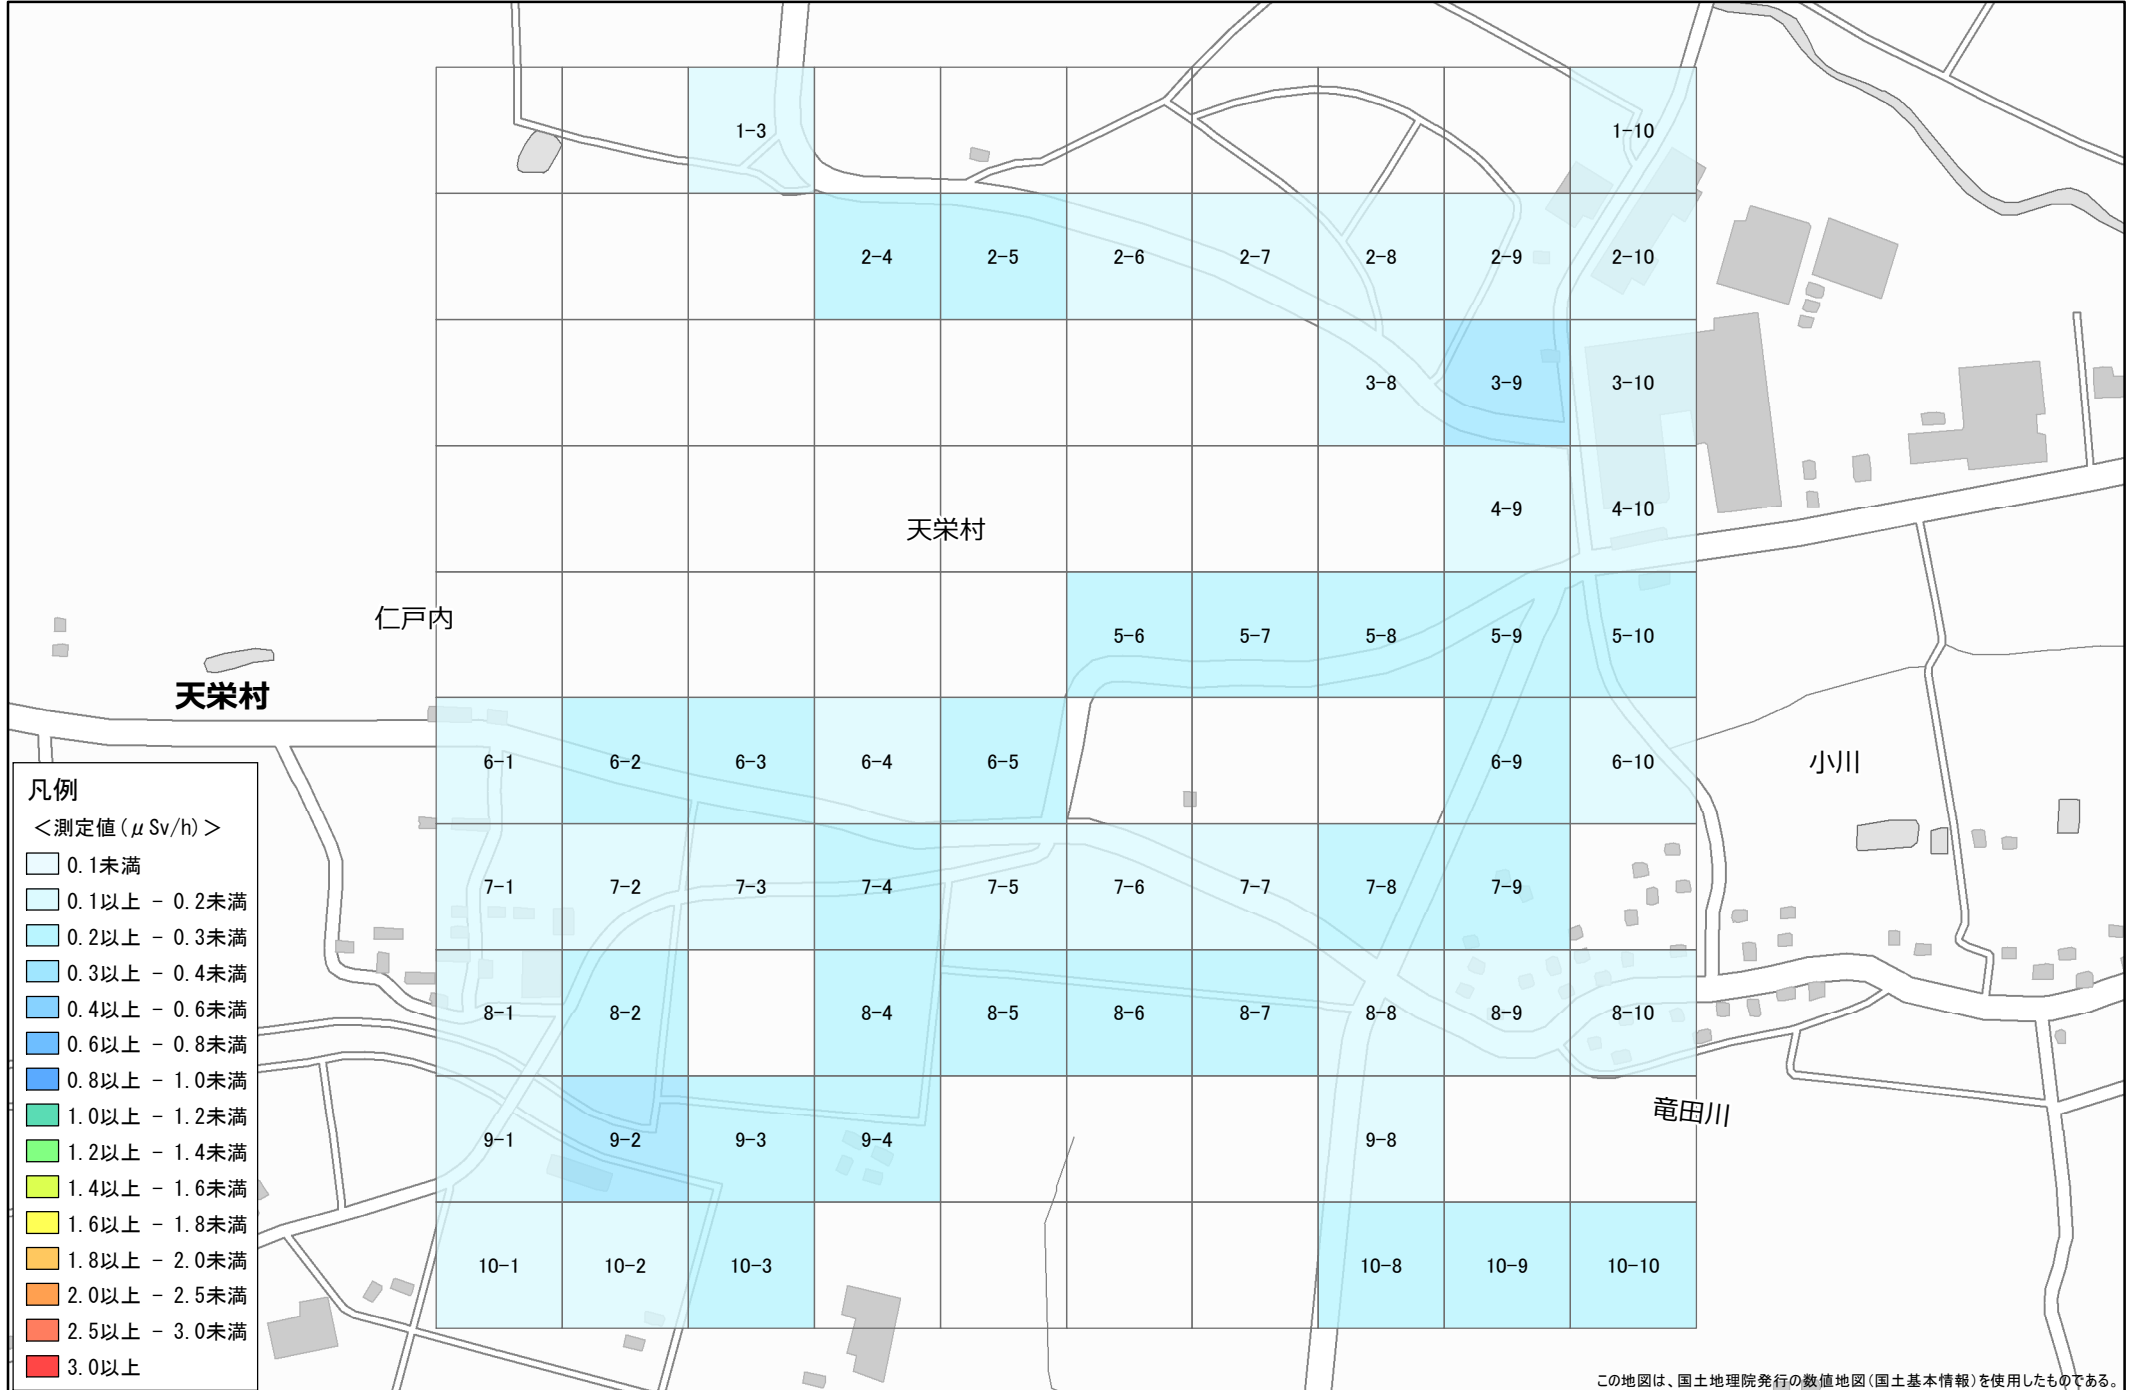 1-3
1-10
2-4
2-5
2-6
2-7
2-8
2-9
2-10
3-8
3-9
3-10
4-9
4-10
天栄村
仁戸内
5-6
5-7
5-8
5-9
5-10
天栄村
6-1
6-2
6-3
6-4
6-5
6-9
6-10
小川
7-1
7-2
7-3
7-4
7-5
7-6
7-7
7-8
7-9
8-1
8-2
8-4
8-5
8-6
8-7
8-8
8-9
8-10
9-1
9-2
9-3
9-4
9-8
竜田川
10-1
10-2
10-3
10-8
10-9
10-10
凡例
＜測定値(μSv/h)＞
0.1未満
0.1以上 - 0.2未満
0.2以上 - 0.3未満
0.3以上 - 0.4未満
0.4以上 - 0.6未満
0.6以上 - 0.8未満
0.8以上 - 1.0未満
1.0以上 - 1.2未満
1.2以上 - 1.4未満
1.4以上 - 1.6未満
1.6以上 - 1.8未満
1.8以上 - 2.0未満
2.0以上 - 2.5未満
2.5以上 - 3.0未満
3.0以上
この地図は、国土地理院発行の数値地図(国土基本情報)を使用したものである。